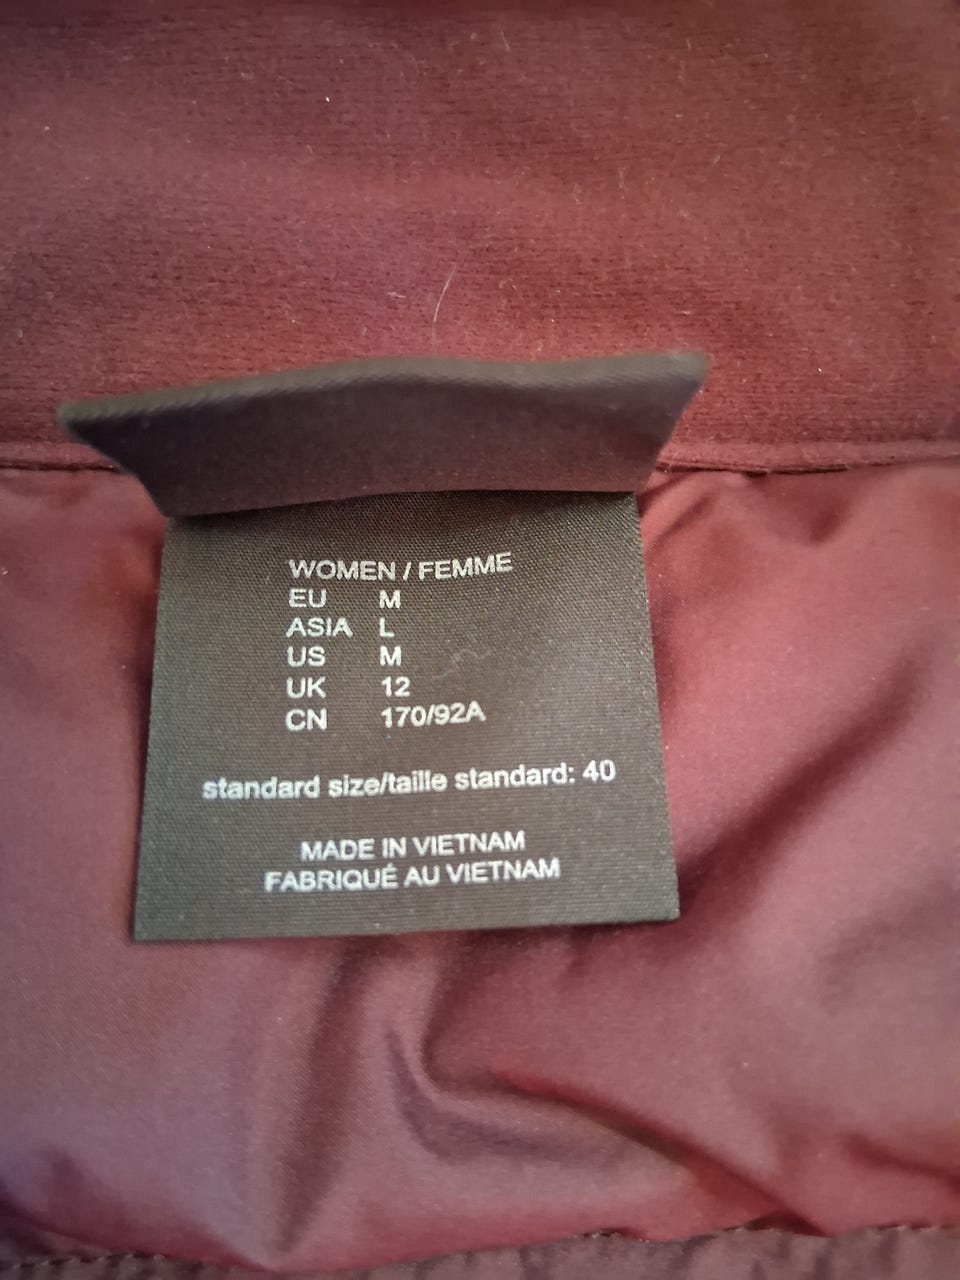 WOMEN / FEMME
EU M
ASIA L
US M
UK 12
CN 170/92A
standard size/taille standard: 40
MADE IN VIETNAM
FABRIQUÉ AU VIETNAM